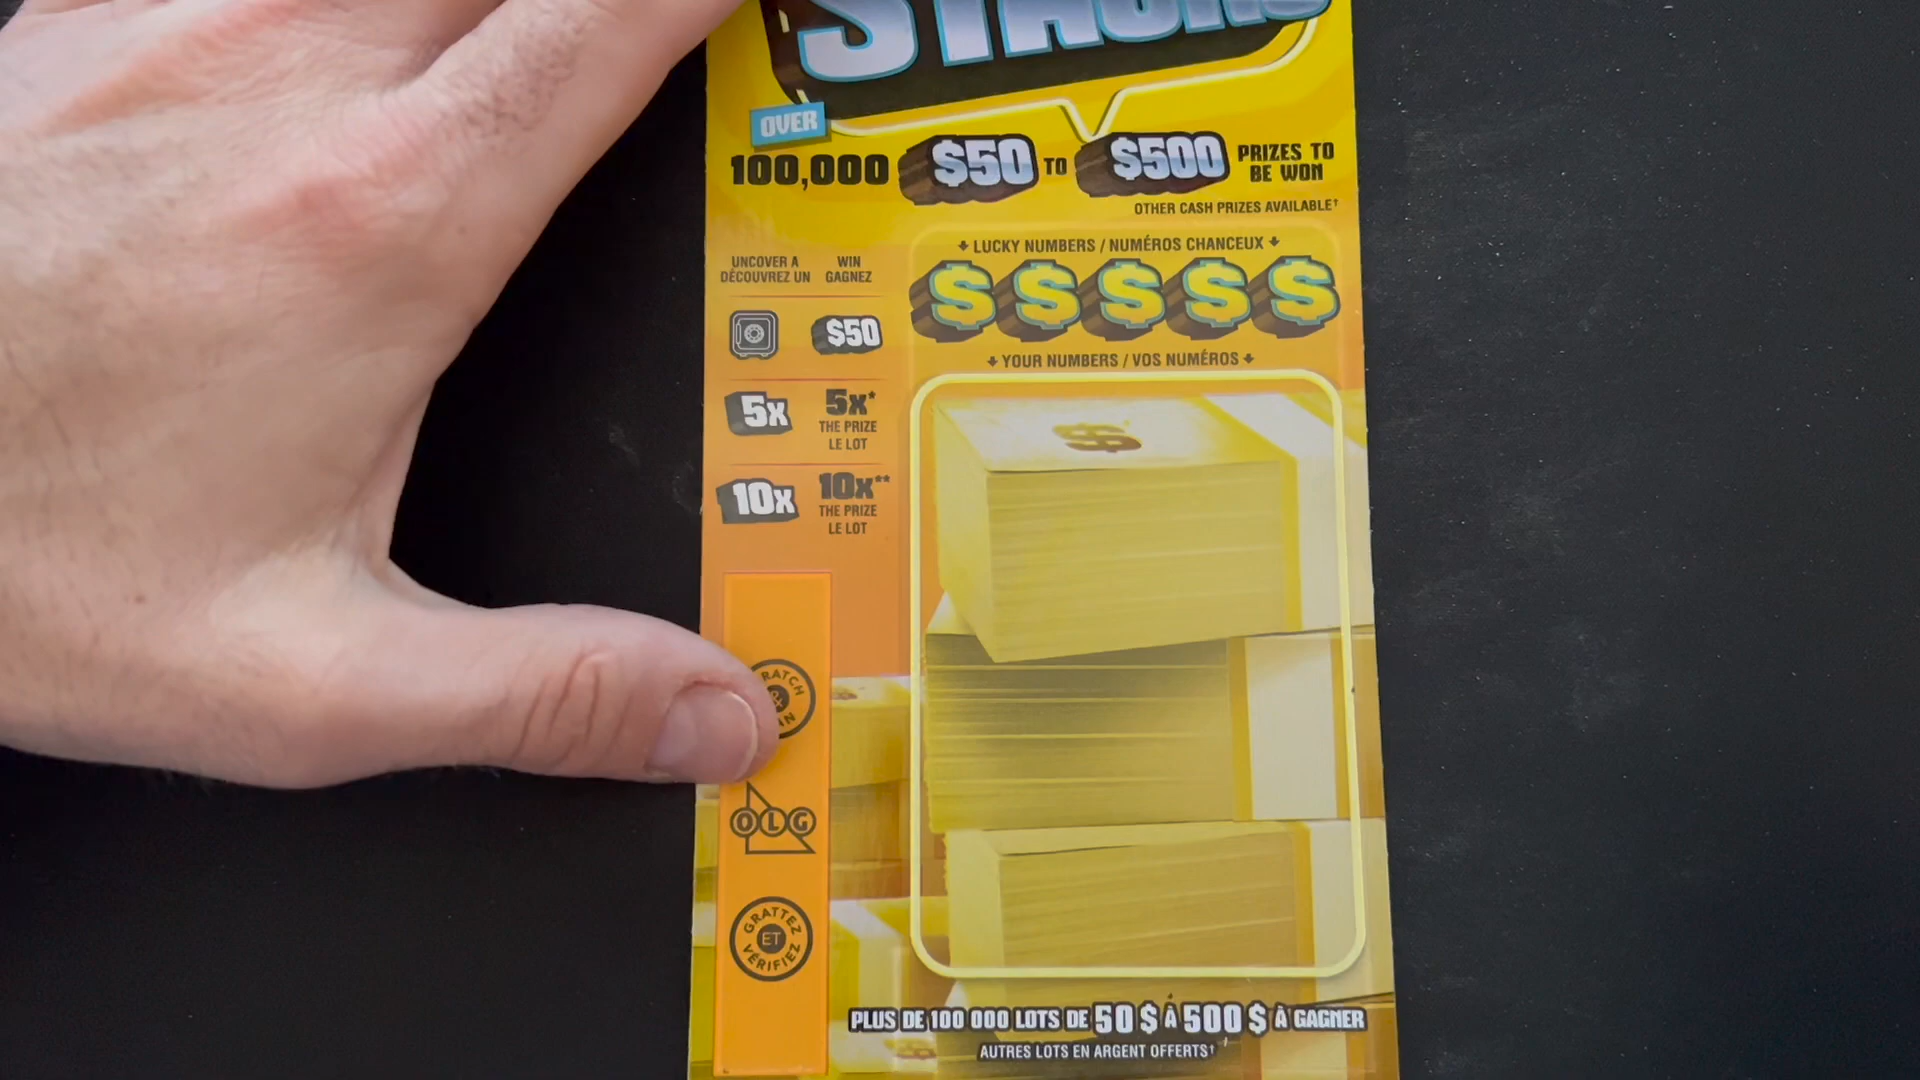 STACKS
OVER
100,000 $50 TO $500 PRIZES TO BE WON
OTHER CASH PRIZES AVAILABLE†
LUCKY NUMBERS / NUMÉROS CHANCEUX
$ $ $ $ $
UNCOVER A
DÉCOUVREZ UN
WIN
GAGNEZ
$50
5X 5X*
THE PRIZE
LE LOT
10X 10X**
THE PRIZE
LE LOT
YOUR NUMBERS / VOS NUMÉROS
$
OLG
GRATTEZ
ET
VÉRIFIEZ
PLUS DE 100 000 LOTS DE 50 $ À 500 $ À GAGNER
AUTRES LOTS EN ARGENT OFFERTS†